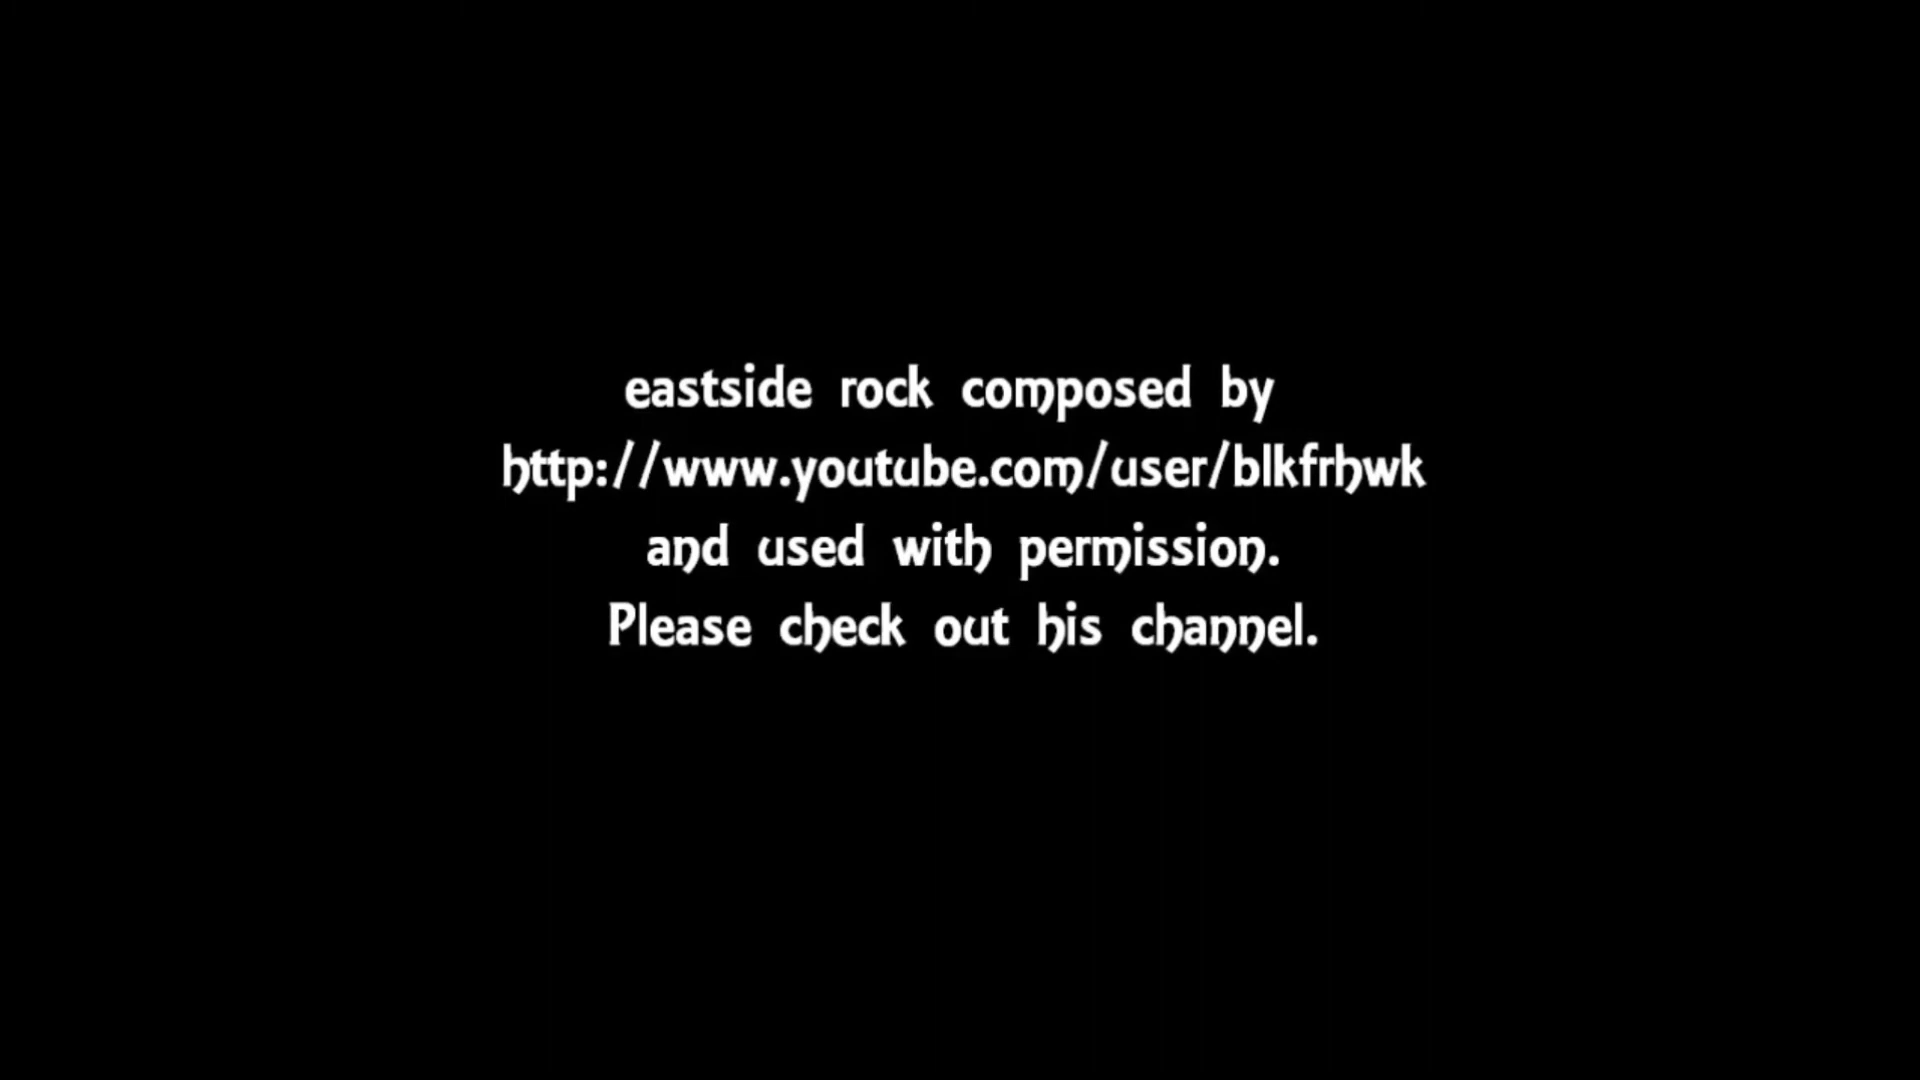 eastside rock composed by
http://www.youtube.com/user/blkfrhwk
and used with permission.
Please check out his channel.